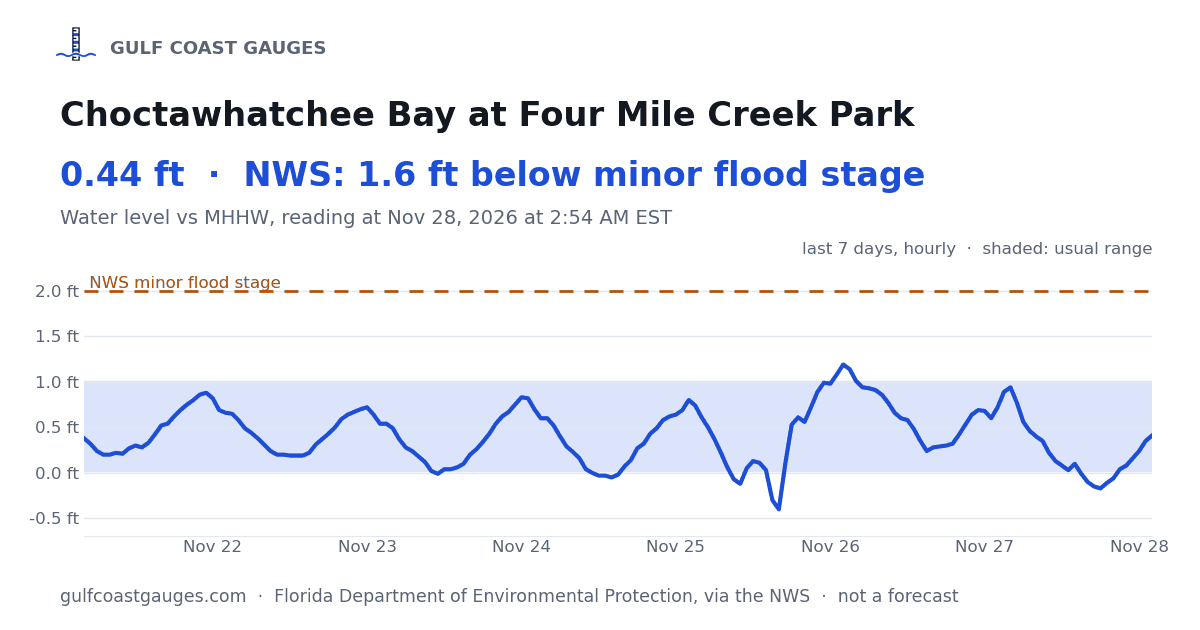 GULF COAST GAUGES
Choctawhatchee Bay at Four Mile Creek Park
0.44 ft · NWS: 1.6 ft below minor flood stage
Water level vs MHHW, reading at Nov 28, 2026 at 2:54 AM EST
last 7 days, hourly · shaded: usual range
NWS minor flood stage
2.0 ft
1.5 ft
1.0 ft
0.5 ft
0.0 ft
-0.5 ft
Nov 22 Nov 23 Nov 24 Nov 25 Nov 26 Nov 27 Nov 28
gulfcoastgauges.com · Florida Department of Environmental Protection, via the NWS · not a forecast